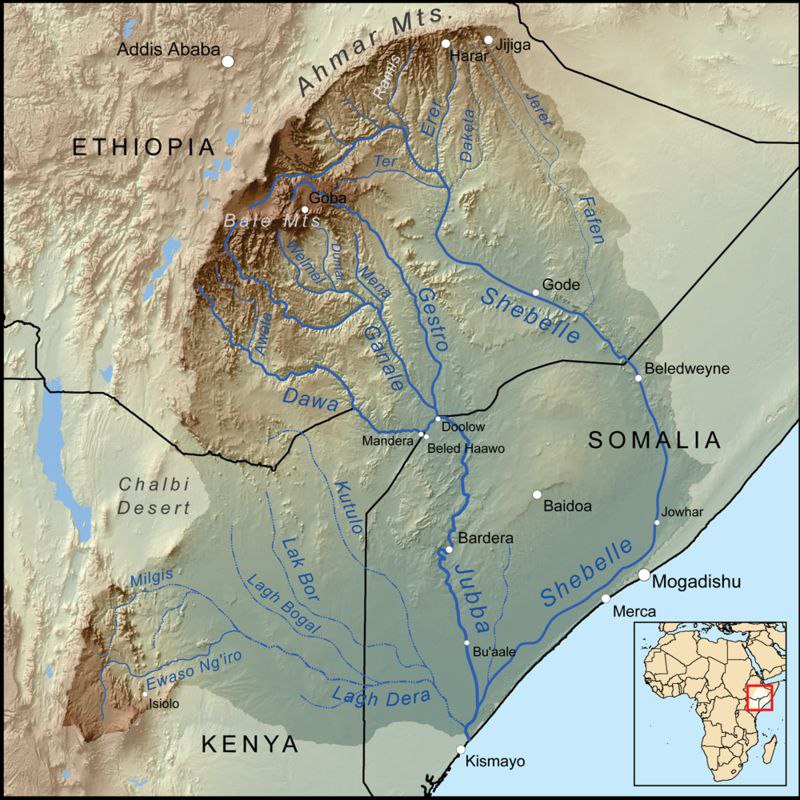 Ahmar Mts.
Addis Ababa
Harar
Jijiga
Ramis
Erer
Daketa
Jerer
ETHIOPIA
Ter
Goba
Bale Mts.
Fafen
Welmel
Dumal
Mena
Gestro
Gode
Shebelle
Awata
Ganale
Dawa
Beledweyne
Doolow
Mandera
Beled Haawo
SOMALIA
Chalbi
Desert
Kutulo
Baidoa
Jowhar
Bardera
Lak Bor
Milgis
Lagh Bogal
Jubba
Shebelle
Mogadishu
Merca
Bu'aale
Ewaso Ng'iro
Isiolo
Lagh Dera
KENYA
Kismayo